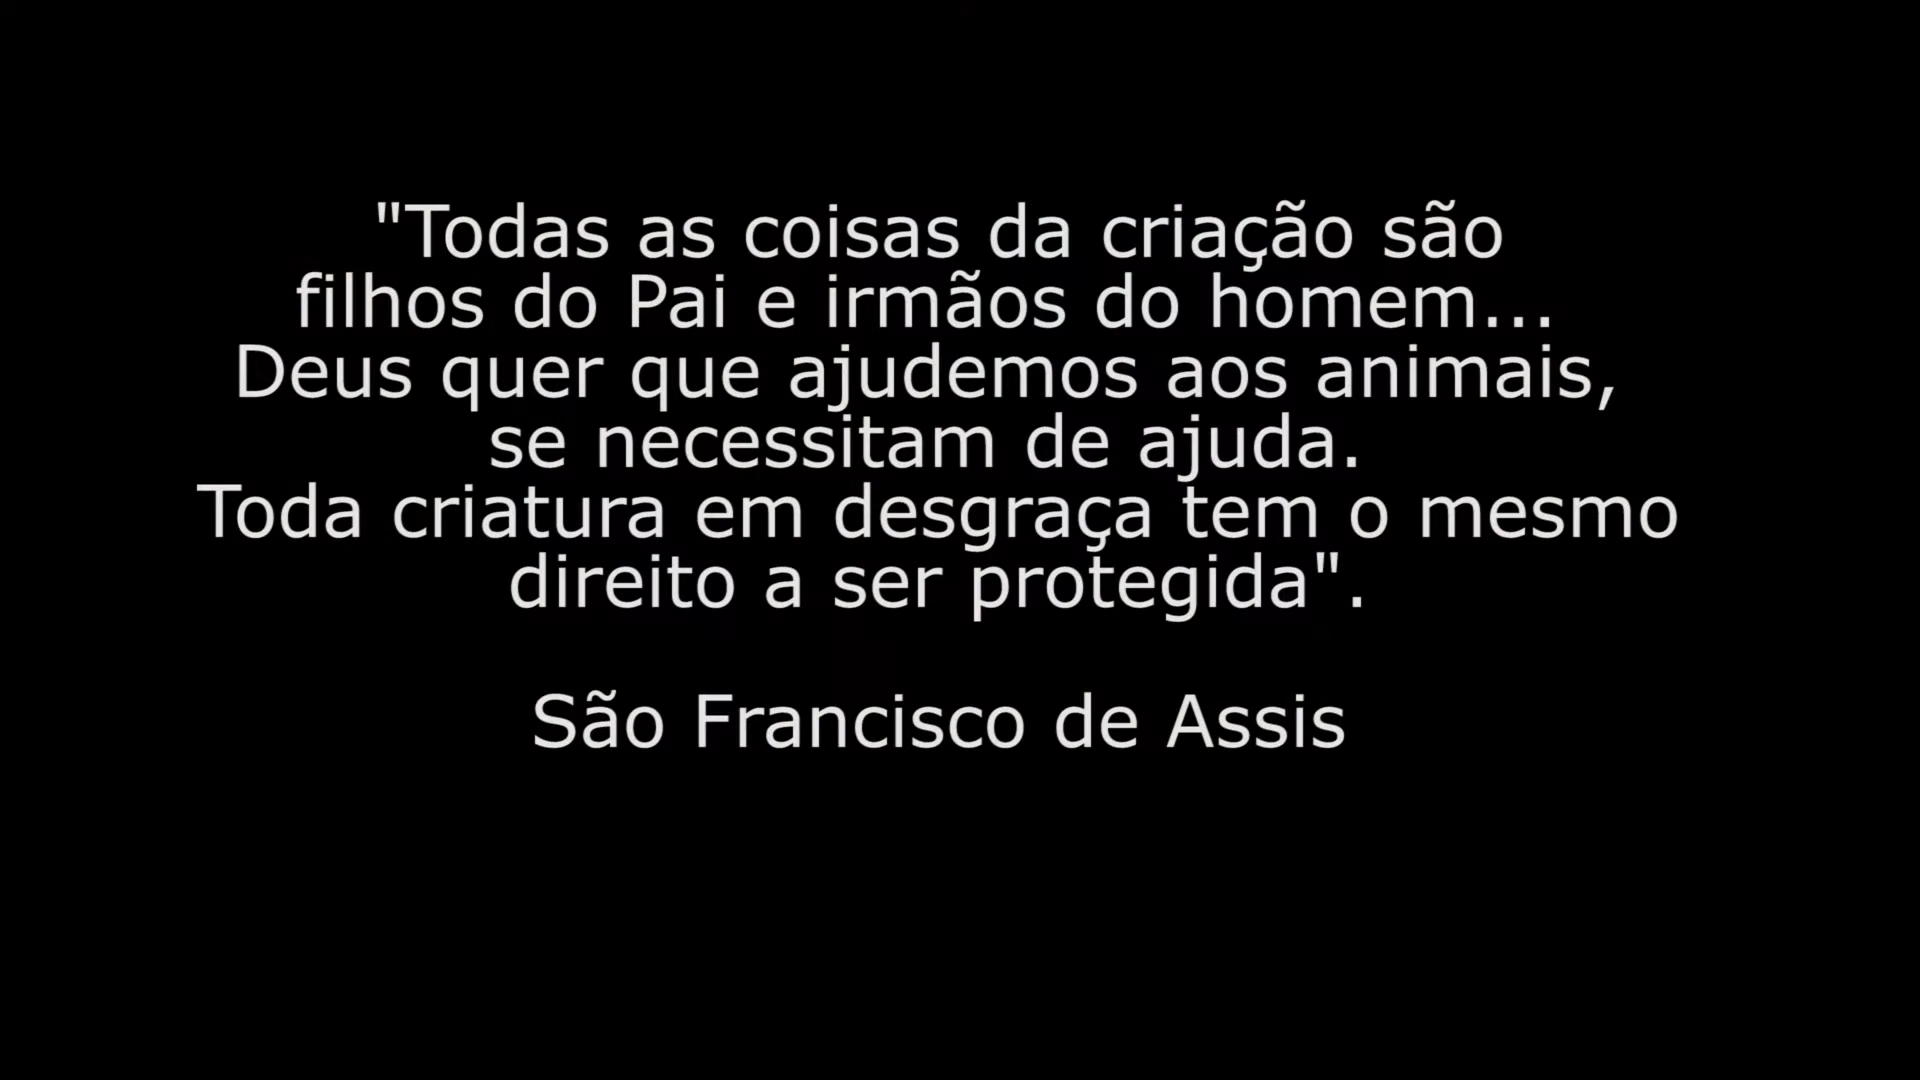 "Todas as coisas da criação são
filhos do Pai e irmãos do homem...
Deus quer que ajudemos aos animais,
se necessitam de ajuda.
Toda criatura em desgraça tem o mesmo
direito a ser protegida".
São Francisco de Assis